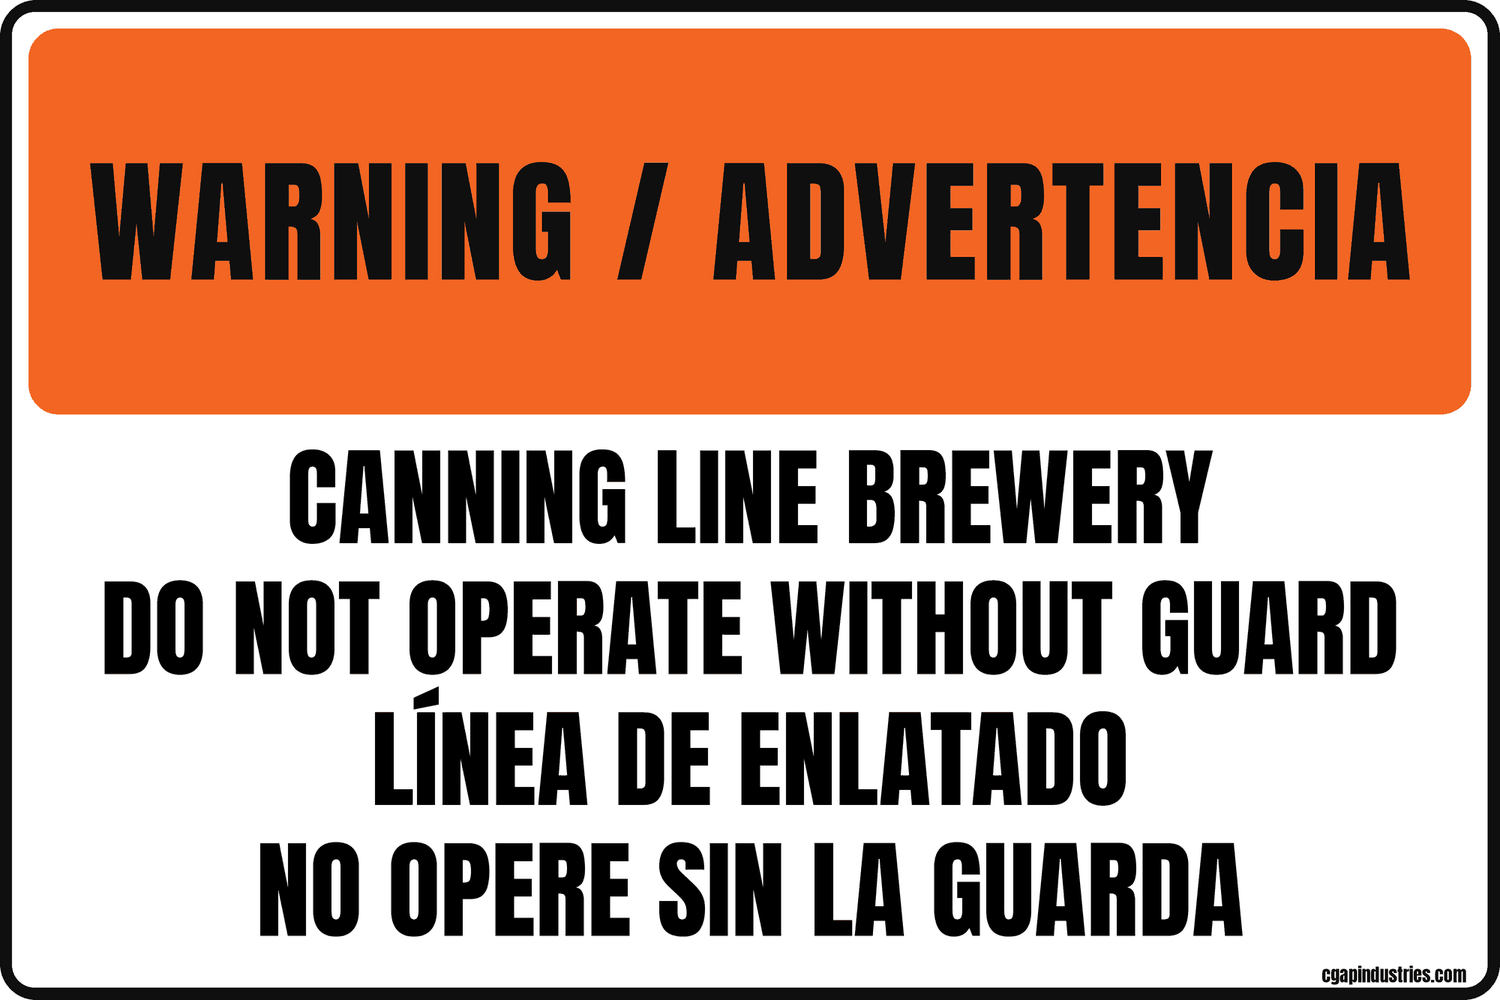 WARNING / ADVERTENCIA
CANNING LINE BREWERY
DO NOT OPERATE WITHOUT GUARD
LÍNEA DE ENLATADO
NO OPERE SIN LA GUARDA
cgapindustries.com